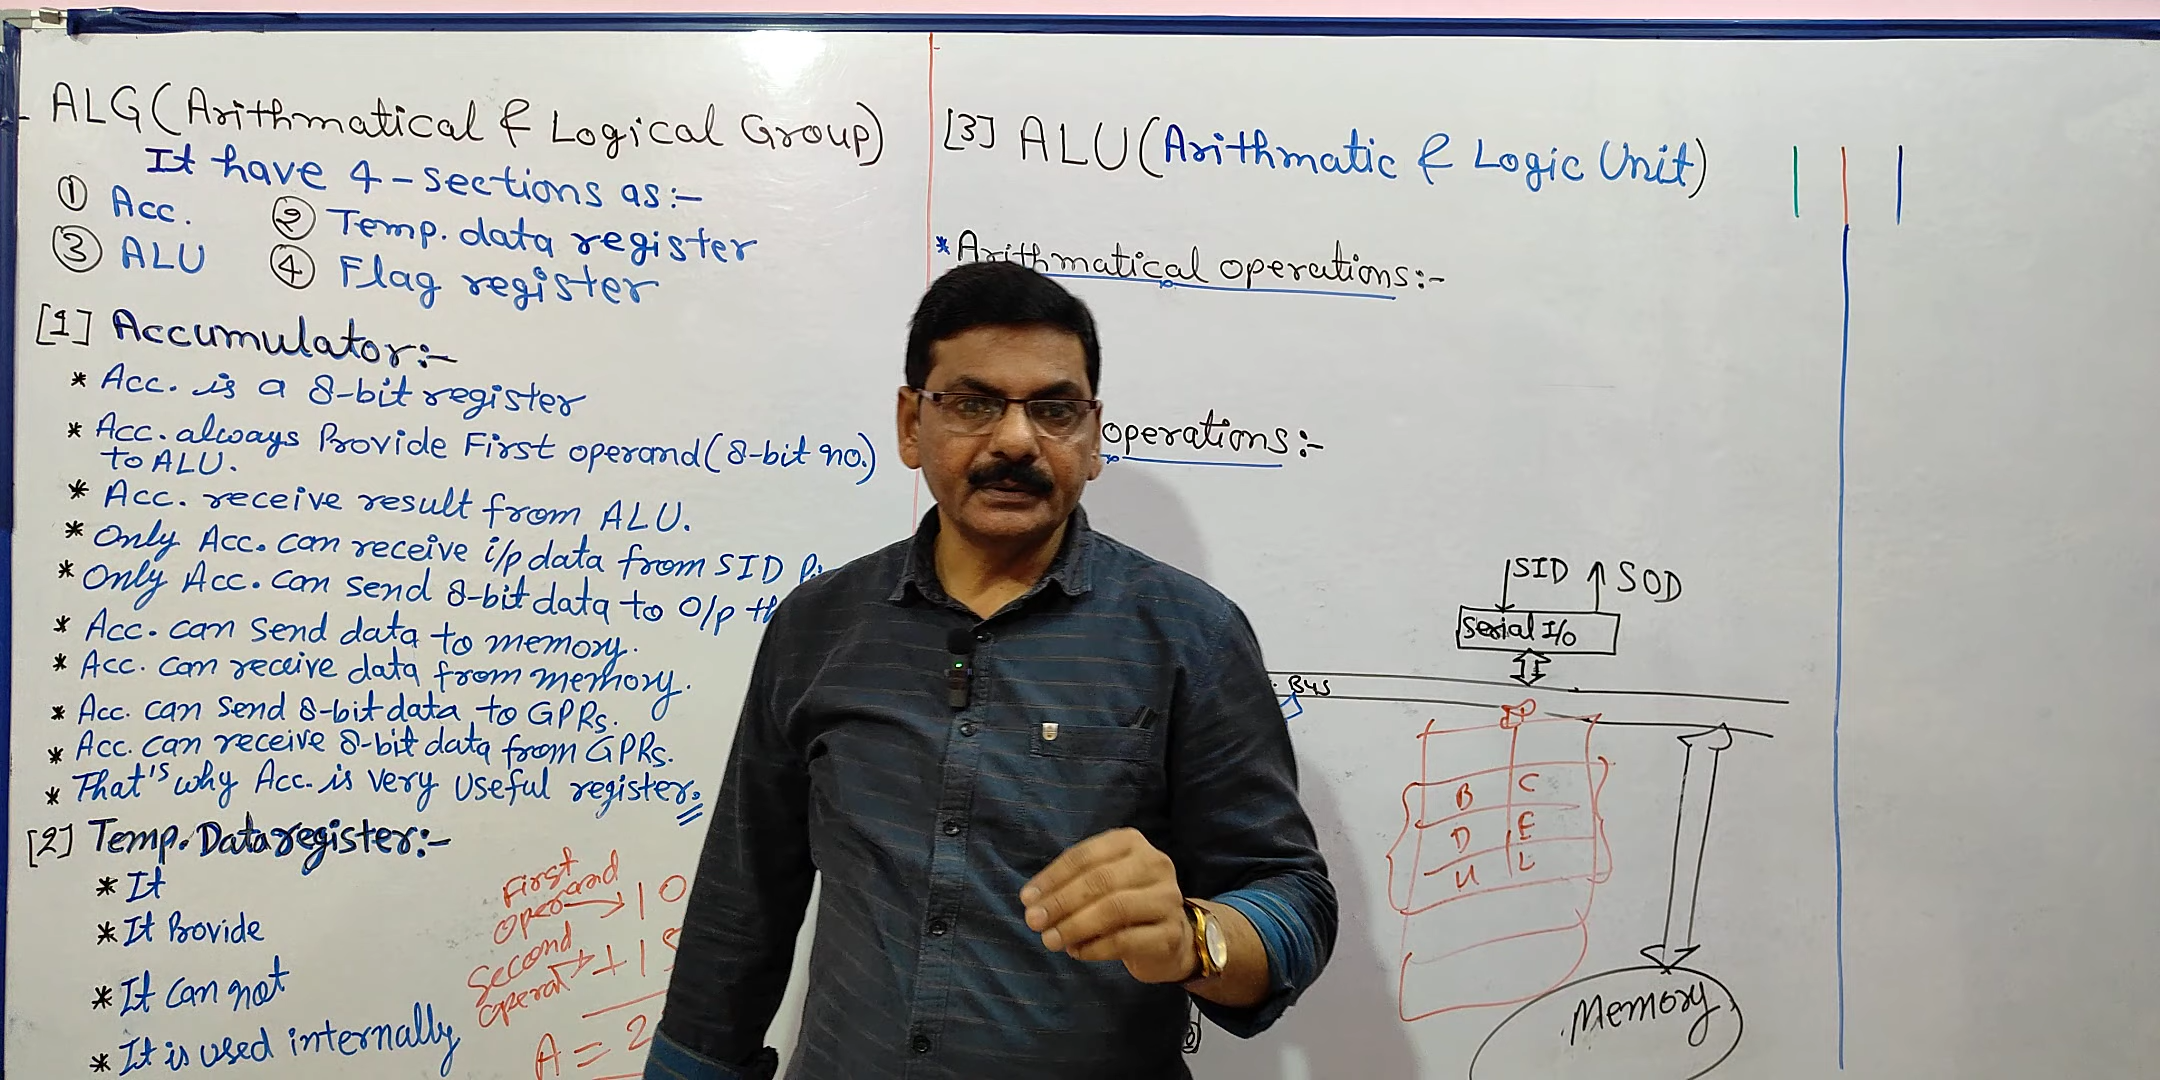 ALG (Arithmatical & Logical Group)
It have 4-sections as:-
① Acc. ② Temp. data register
③ ALU ④ Flag register
[1] Accumulator:-
* Acc. is a 8-bit register
* Acc. always Provide First operand (8-bit no.)
to ALU.
* Acc. receive result from ALU.
* Only Acc. can receive i/p data from SID
* Only Acc. can send 8-bit data to O/p
* Acc. can send data to memory.
* Acc. can receive data from memory.
* Acc. can send 8-bit data to GPRs.
* Acc. can receive 8-bit data from GPRs.
* That's why Acc. is very useful register.
[2] Temp. Data register:-
* It
* It Provide
* It can not
* It is used internally
First
operand → 10
Second
operat → + 15
A = 2
[3] ALU (Arithmatic & Logic Unit)
* Arithmatical operations:-
operations:-
SID SOD
Serial I/O
Bus
B C
D E
H L
Memory